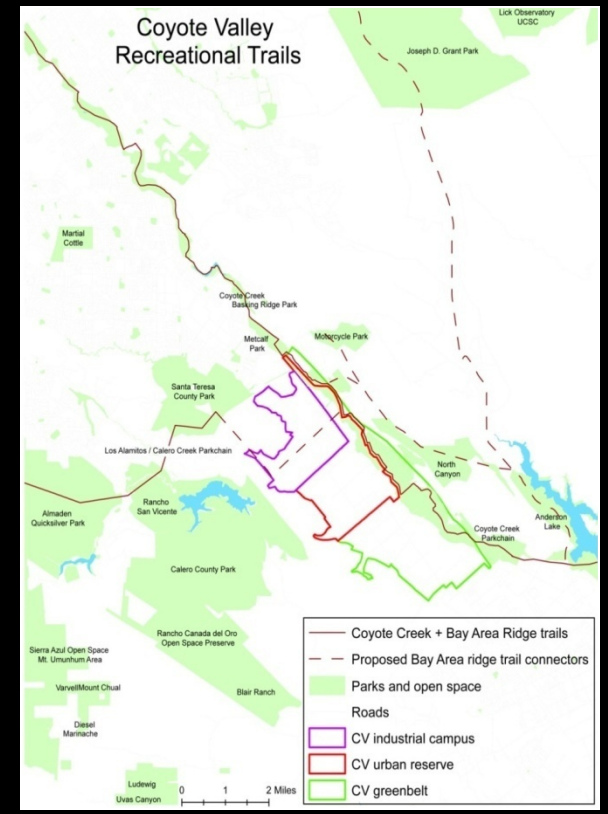 Coyote Valley
Recreational Trails
Lick Observatory
UCSC
Joseph D. Grant Park
Martial
Cottle
Coyote Creek
Basking Ridge Park
Metcalf
Park
Motorcycle Park
Santa Teresa
County Park
Los Alamitos / Calero Creek Parkchain
North
Canyon
Rancho
San Vicente
Almaden
Quicksilver Park
Anderson
Lake
Coyote Creek
Parkchain
Calero County Park
Rancho Canada del Oro
Open Space Preserve
Sierra Azul Open Space
Mt. Umunhum Area
VarvellMount Chual
Blair Ranch
Diesel
Marinache
Ludewig
Uvas Canyon
0 1 2 Miles
Coyote Creek + Bay Area Ridge trails
Proposed Bay Area ridge trail connectors
Parks and open space
Roads
CV industrial campus
CV urban reserve
CV greenbelt